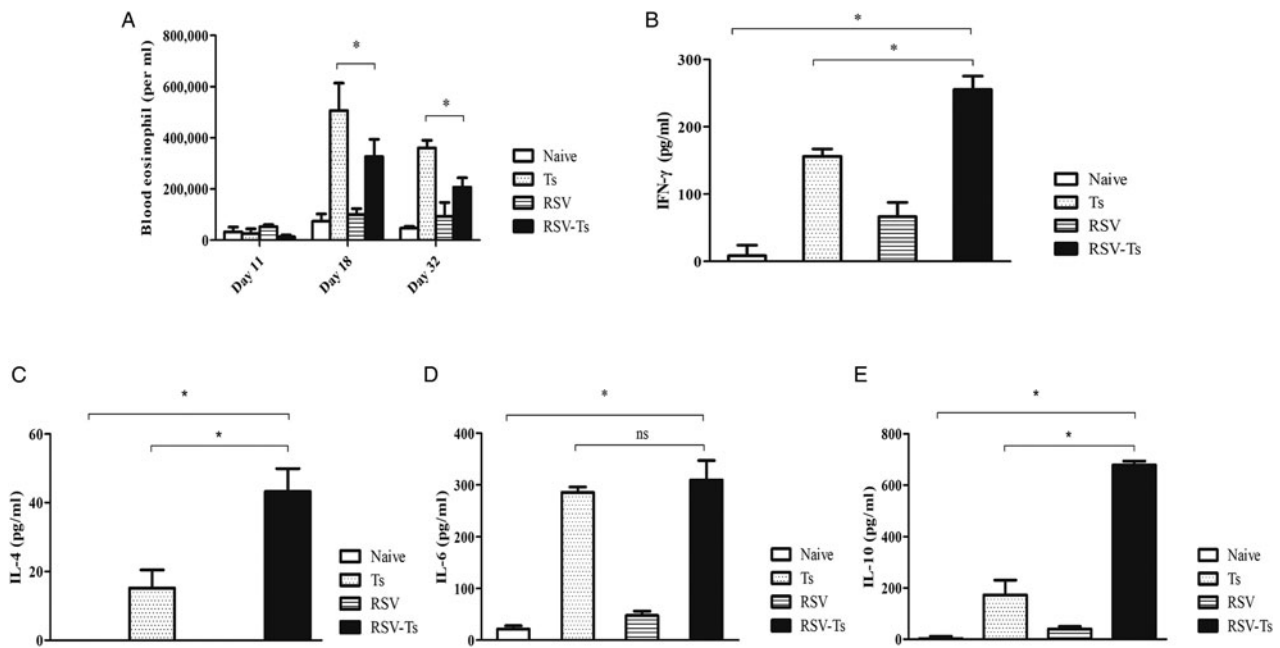 A
Blood eosinophil (per ml)
800,000
600,000
400,000
200,000
0
*
*
Day 11
Day 18
Day 32
Naive
Ts
RSV
RSV-Ts
B
IFN-γ (pg/ml)
300
200
100
0
*
*
Naive
Ts
RSV
RSV-Ts
C
IL-4 (pg/ml)
60
40
20
0
*
*
Naive
Ts
RSV
RSV-Ts
D
IL-6 (pg/ml)
400
300
200
100
0
*
ns
Naive
Ts
RSV
RSV-Ts
E
IL-10 (pg/ml)
800
600
400
200
0
*
*
Naive
Ts
RSV
RSV-Ts